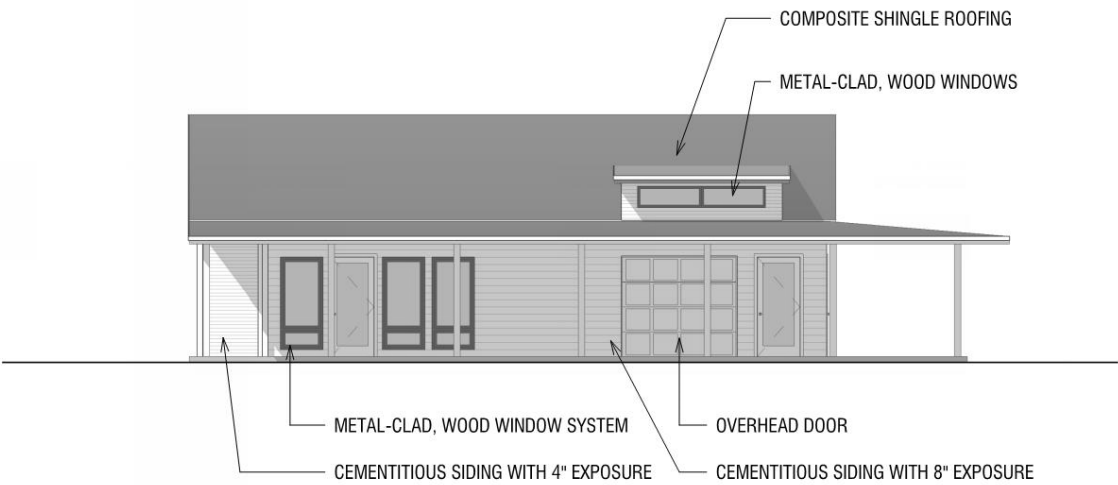 COMPOSITE SHINGLE ROOFING
METAL-CLAD, WOOD WINDOWS
METAL-CLAD, WOOD WINDOW SYSTEM
OVERHEAD DOOR
CEMENTITIOUS SIDING WITH 4" EXPOSURE
CEMENTITIOUS SIDING WITH 8" EXPOSURE